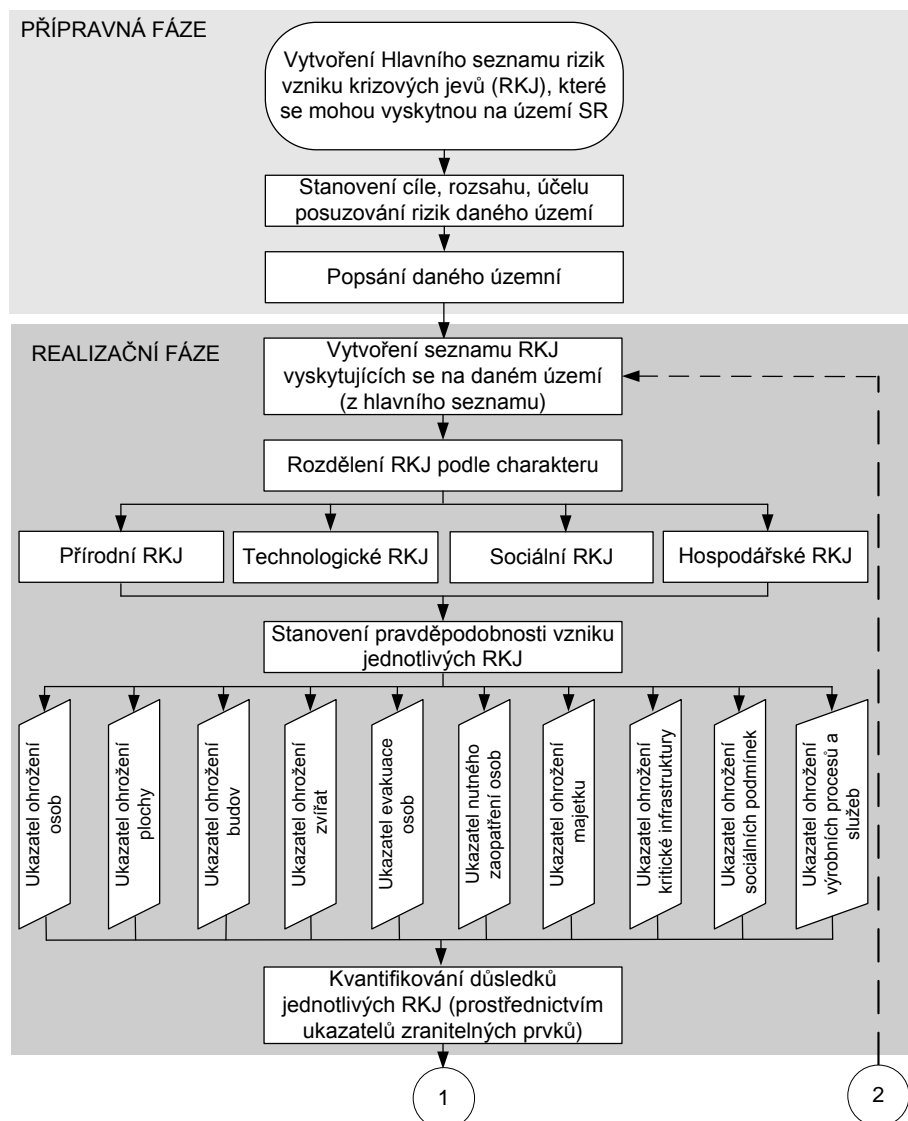 PŘÍPRAVNÁ FÁZE
Vytvoření Hlavního seznamu rizik
vzniku krizových jevů (RKJ), které
se mohou vyskytnou na území SR
Stanovení cíle, rozsahu, účelu
posuzování rizik daného území
Popsání daného územní
REALIZAČNÍ FÁZE
Vytvoření seznamu RKJ
vyskytujících se na daném území
(z hlavního seznamu)
Rozdělení RKJ podle charakteru
Přírodní RKJ
Technologické RKJ
Sociální RKJ
Hospodářské RKJ
Stanovení pravděpodobnosti vzniku
jednotlivých RKJ
Ukazatel ohrožení
osob
Ukazatel ohrožení
plochy
Ukazatel ohrožení
budov
Ukazatel ohrožení
zvířat
Ukazatel evakuace
osob
Ukazatel nutného
zaopatření osob
Ukazatel ohrožení
majetku
Ukazatel ohrožení
kritické infrastruktury
Ukazatel ohrožení
sociálních podmínek
Ukazatel ohrožení
výrobních procesů a
služeb
Kvantifikování důsledků
jednotlivých RKJ (prostřednictvím
ukazatelů zranitelných prvků)
1
2